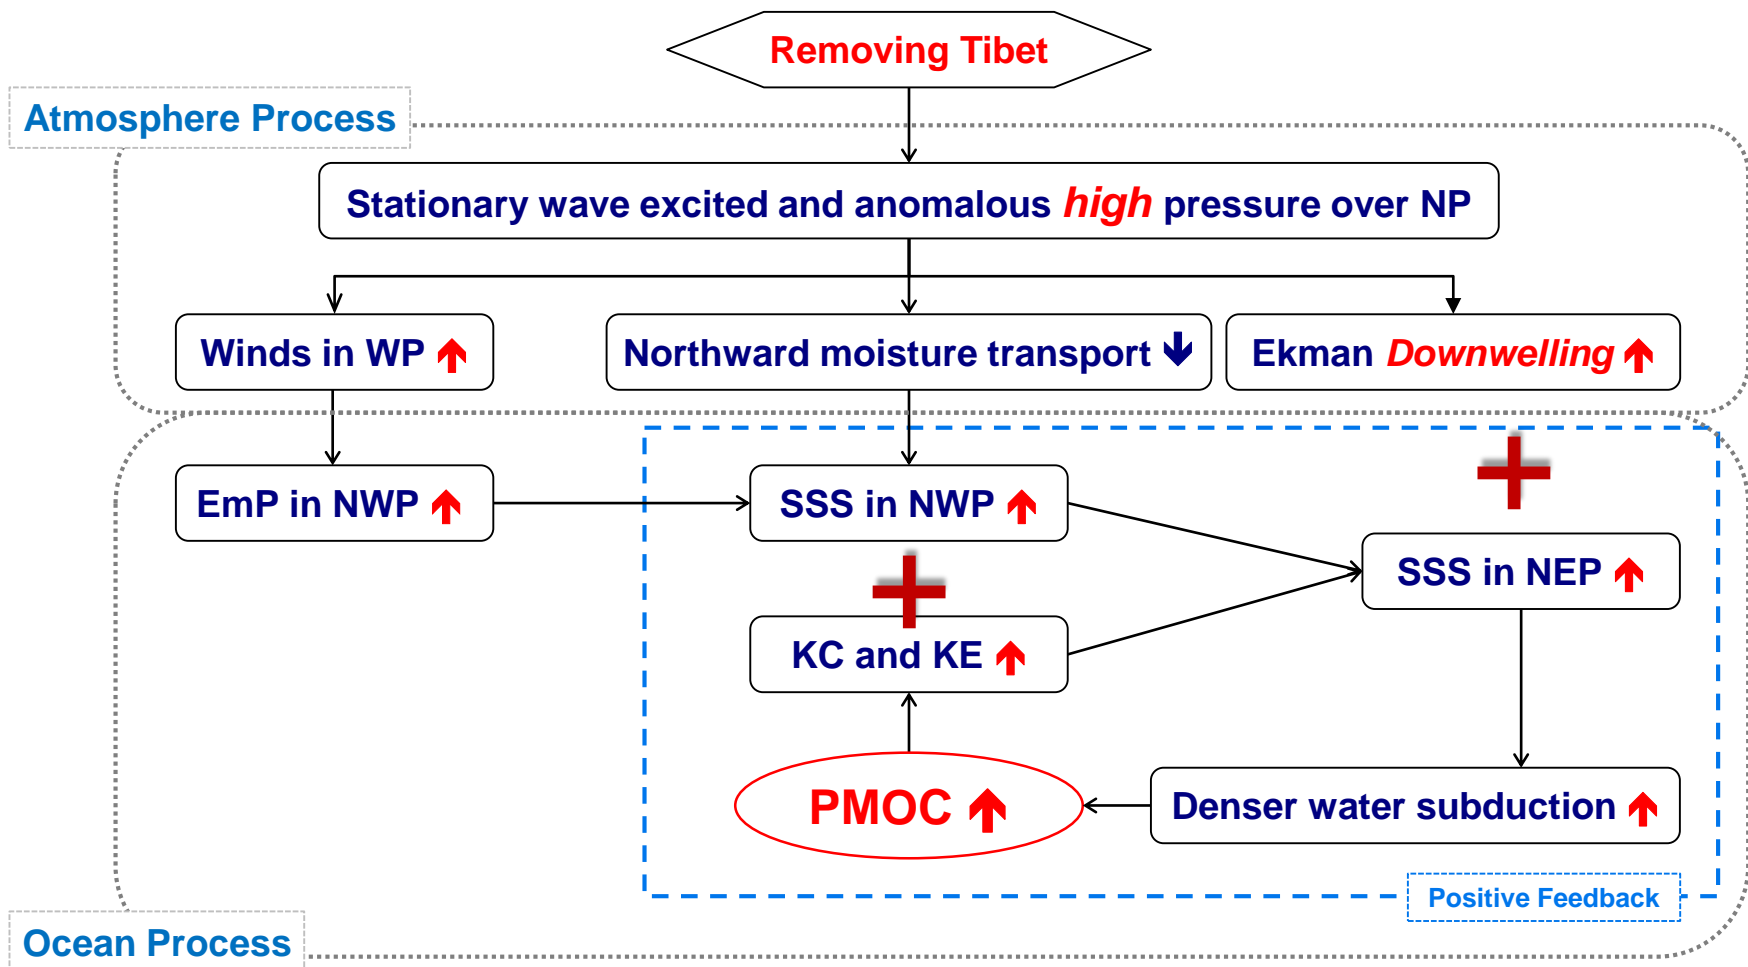 Removing Tibet
Atmosphere Process
Stationary wave excited and anomalous high pressure over NP
Winds in WP
Northward moisture transport
Ekman Downwelling
EmP in NWP
SSS in NWP
SSS in NEP
KC and KE
PMOC
Denser water subduction
Positive Feedback
Ocean Process